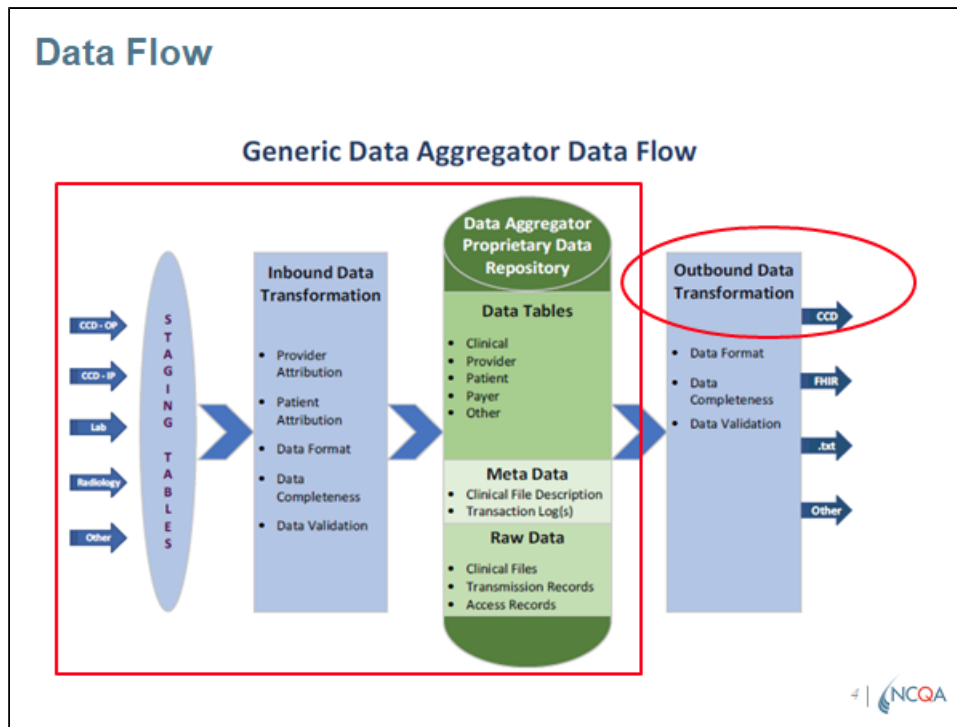 Data Flow
Generic Data Aggregator Data Flow
CCD - OP
CCD - IP
Lab
Radiology
Other
STAGING TABLES
Inbound Data
Transformation
• Provider
Attribution
• Patient
Attribution
• Data Format
• Data
Completeness
• Data Validation
Data Aggregator
Proprietary Data
Repository
Data Tables
• Clinical
• Provider
• Patient
• Payer
• Other
Meta Data
• Clinical File Description
• Transaction Log(s)
Raw Data
• Clinical Files
• Transmission Records
• Access Records
Outbound Data
Transformation
• Data Format
• Data
Completeness
• Data Validation
CCD
FHIR
.txt
Other
4 | NCQA